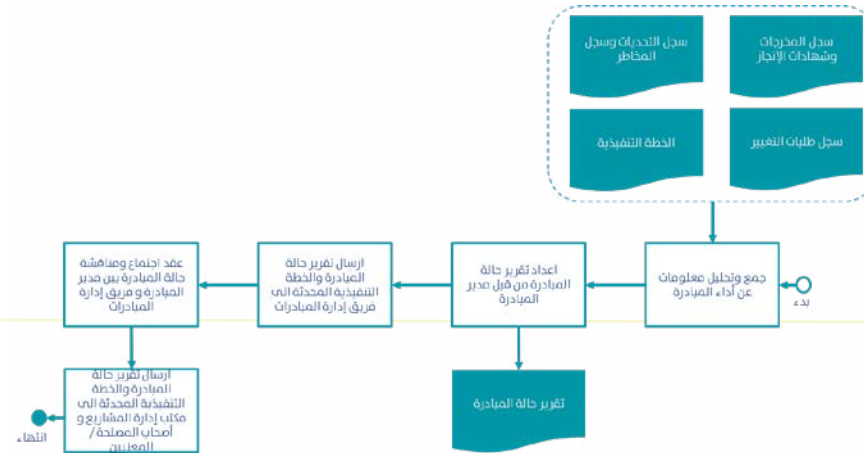 سجل المخرجات
وشهادات الإنجاز
سجل التحديات وسجل
المخاطر
سجل طلبات التغيير
الخطة التنفيذية
بدء
جمع وتحليل معلومات
عن أداء المبادرة
اعداد تقرير حالة
المبادرة من قبل مدير
المبادرة
ارسال تقرير حالة
المبادرة والخطة
التنفيذية المحدثة الى
فريق إدارة المبادرات
عقد اجتماع ومناقشة
حالة المبادرة بين مدير
المبادرة و فريق إدارة
المبادرات
تقرير حالة المبادرة
ارسال تقرير حالة
المبادرة والخطة
التنفيذية المحدثة الى
مكتب إدارة المشاريع و
أصحاب المصلحة /
المعنيين
انتهاء